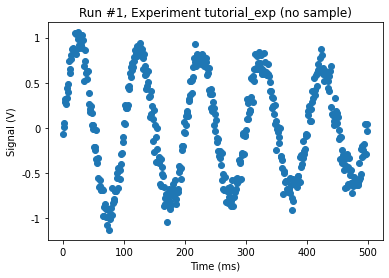 Run #1, Experiment tutorial_exp (no sample)
Signal (V)
1
0.5
0
-0.5
-1
0 100 200 300 400 500
Time (ms)